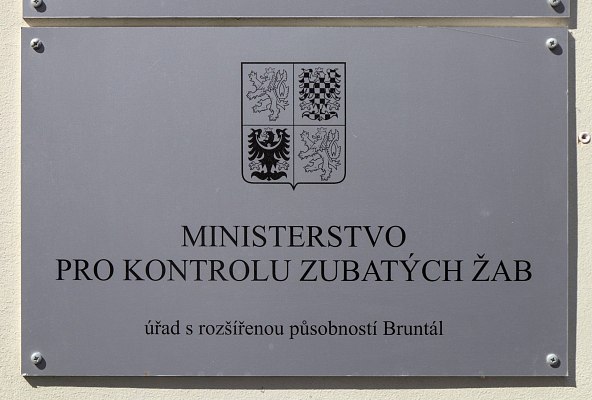 MINISTERSTVO
PRO KONTROLU ZUBATÝCH ŽAB
úřad s rozšířenou působností Bruntál